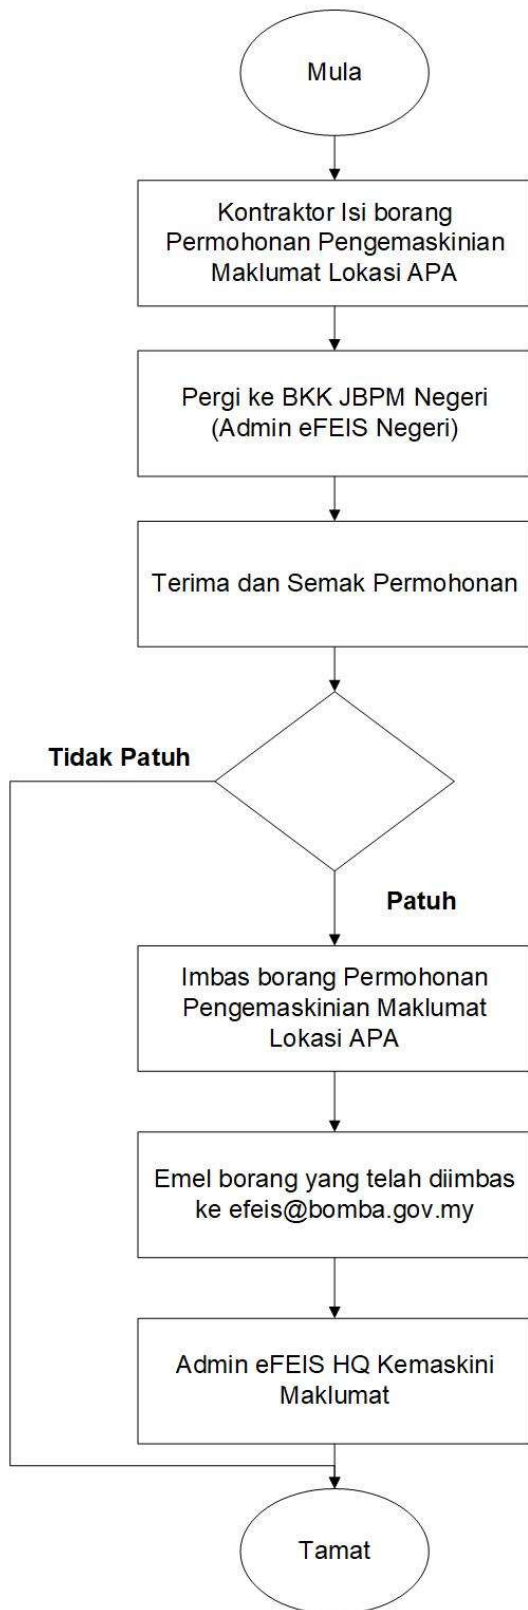 Mula
Kontraktor Isi borang
Permohonan Pengemaskinian
Maklumat Lokasi APA
Pergi ke BKK JBPM Negeri
(Admin eFEIS Negeri)
Terima dan Semak Permohonan
Tidak Patuh
Patuh
Imbas borang Permohonan
Pengemaskinian Maklumat
Lokasi APA
Emel borang yang telah diimbas
ke efeis@bomba.gov.my
Admin eFEIS HQ Kemaskini
Maklumat
Tamat